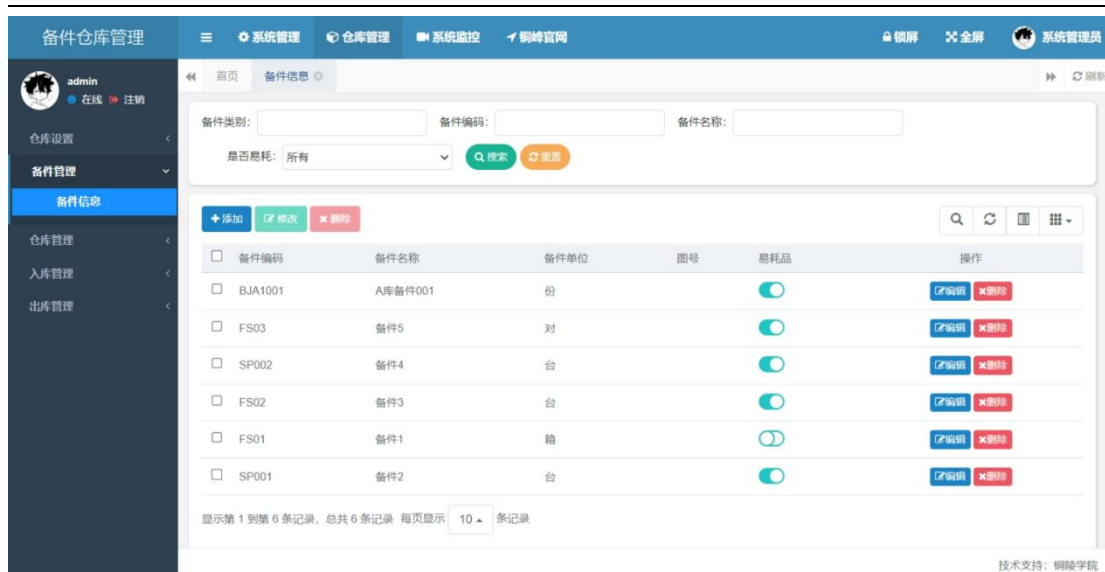 备件仓库管理 系统管理 仓库管理 系统监控 铜峰官网 锁屏 全屏 系统管理员
admin
在线 注销
首页 备件信息 刷新
仓库设置
备件管理
备件信息
仓库管理
入库管理
出库管理
备件类别: 备件编码: 备件名称:
是否易耗: 所有 搜索 重置
添加 修改 删除
备件编码 备件名称 备件单位 图号 易耗品 操作
BJA1001 A库备件001 份 编辑 删除
FS03 备件5 对 编辑 删除
SP002 备件4 台 编辑 删除
FS02 备件3 台 编辑 删除
FS01 备件1 箱 编辑 删除
SP001 备件2 台 编辑 删除
显示第 1 到第 6 条记录，总共 6 条记录 每页显示 10 条记录
技术支持：铜陵学院